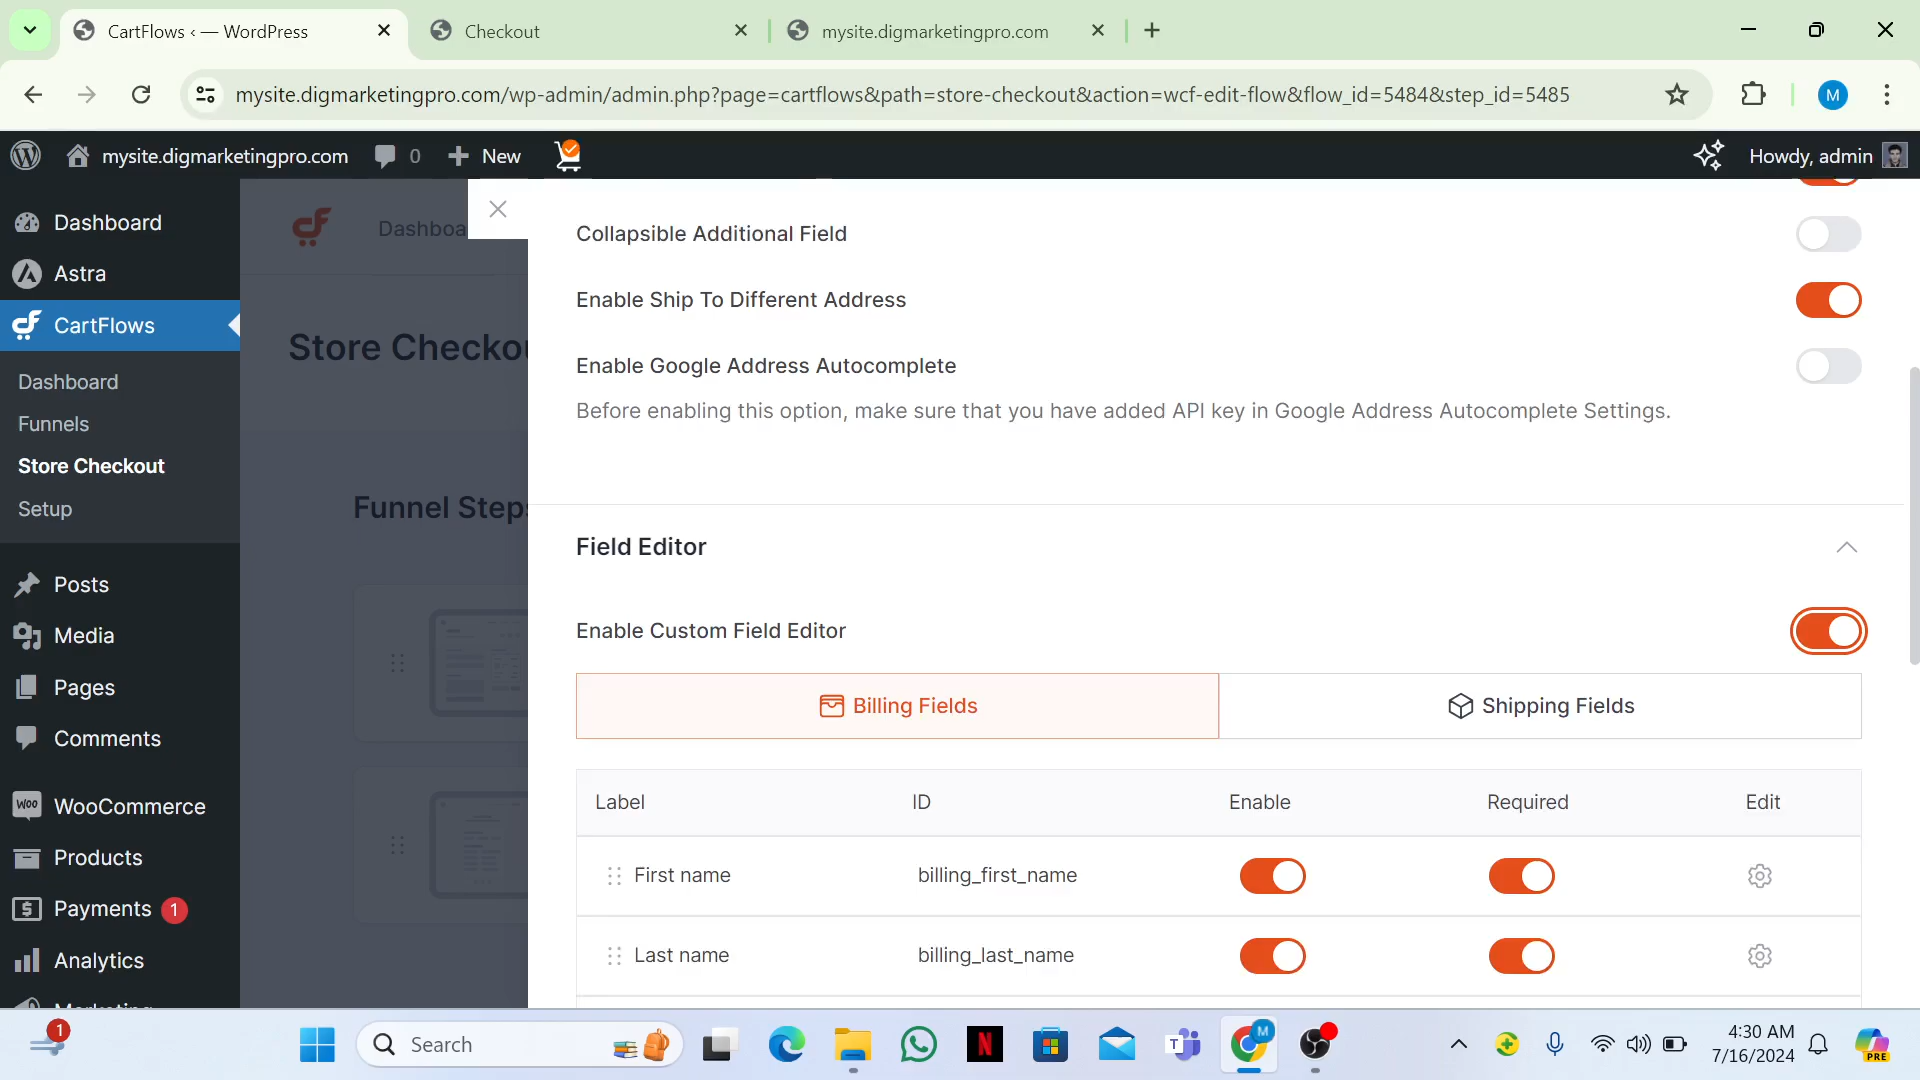 CartFlows ‹ — WordPress
Checkout
mysite.digmarketingpro.com
mysite.digmarketingpro.com/wp-admin/admin.php?page=cartflows&path=store-checkout&action=wcf-edit-flow&flow_id=5484&step_id=5485
M
mysite.digmarketingpro.com
0
New
Howdy, admin
Dashboard
Astra
CartFlows
Dashboard
Funnels
Store Checkout
Setup
Posts
Media
Pages
Comments
WooCommerce
Products
Payments 1
Analytics
Marketing
Dashboa
Store Checkou
Funnel Steps
Collapsible Additional Field
Enable Ship To Different Address
Enable Google Address Autocomplete
Before enabling this option, make sure that you have added API key in Google Address Autocomplete Settings.
Field Editor
Enable Custom Field Editor
Billing Fields
Shipping Fields
Label ID Enable Required Edit
First name billing_first_name
Last name billing_last_name
1
Search
M
4:30 AM
7/16/2024
PRE